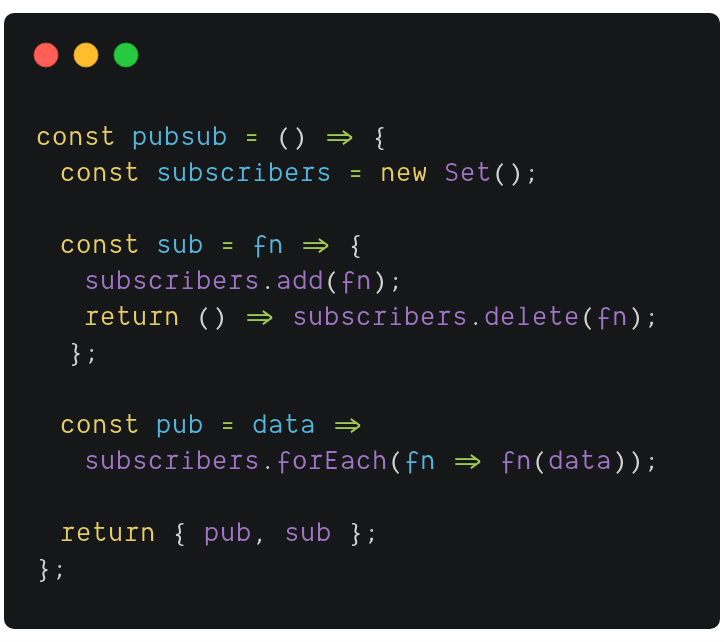 const pubsub = () => {
  const subscribers = new Set();

  const sub = fn => {
    subscribers.add(fn);
    return () => subscribers.delete(fn);
  };

  const pub = data =>
    subscribers.forEach(fn => fn(data));

  return { pub, sub };
};